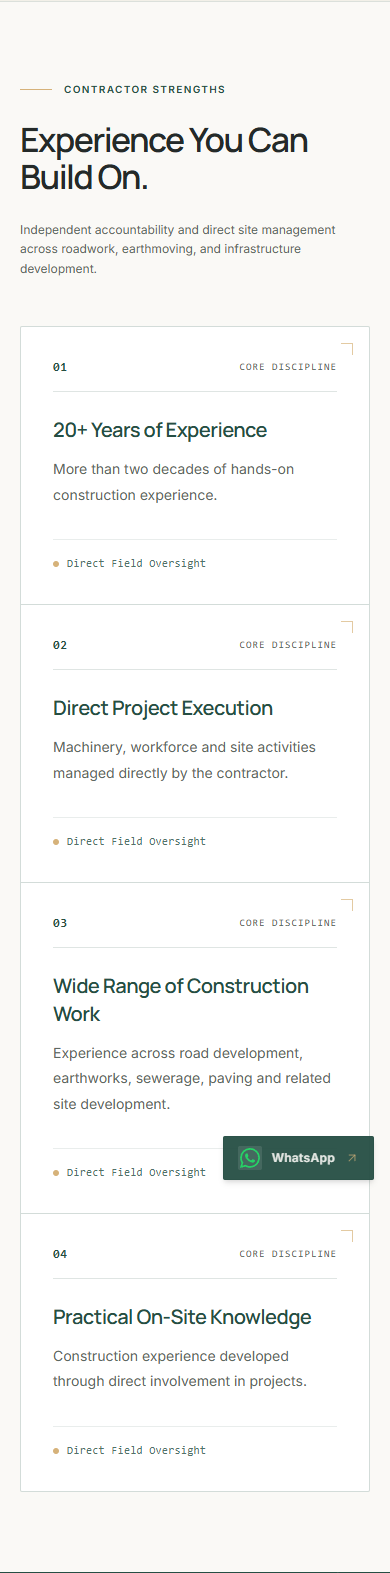 CONTRACTOR STRENGTHS
Experience You Can
Build On.
Independent accountability and direct site management
across roadwork, earthmoving, and infrastructure
development.
01 CORE DISCIPLINE
20+ Years of Experience
More than two decades of hands-on
construction experience.
Direct Field Oversight
02 CORE DISCIPLINE
Direct Project Execution
Machinery, workforce and site activities
managed directly by the contractor.
Direct Field Oversight
03 CORE DISCIPLINE
Wide Range of Construction
Work
Experience across road development,
earthworks, sewerage, paving and related
site development.
Direct Field Oversight
WhatsApp
04 CORE DISCIPLINE
Practical On-Site Knowledge
Construction experience developed
through direct involvement in projects.
Direct Field Oversight